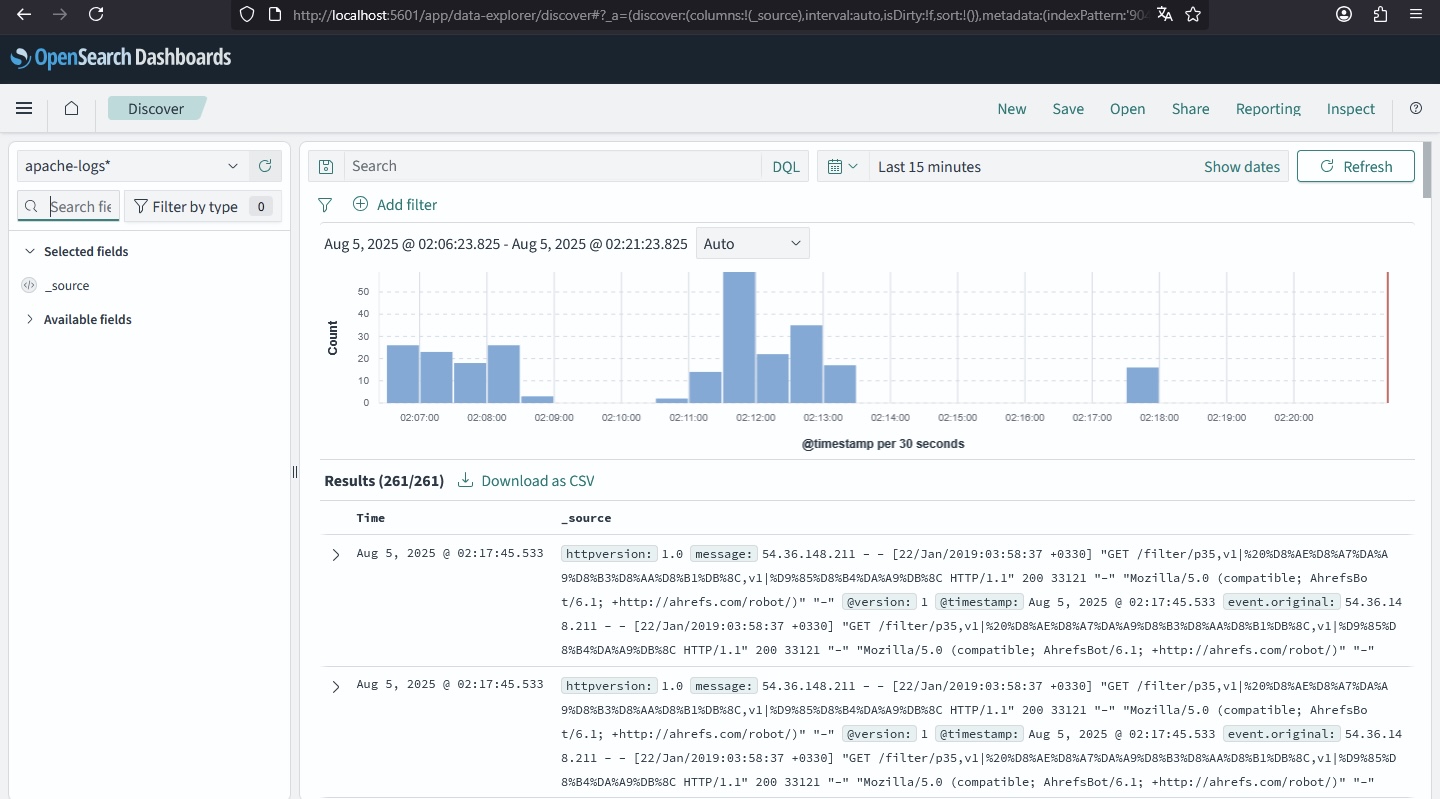 http://localhost:5601/app/data-explorer/discover#?_a=(discover:(columns:!(_source),interval:auto,isDirty:!f,sort:!()),metadata:(indexPattern:'904
OpenSearch Dashboards
Discover
New Save Open Share Reporting Inspect
apache-logs*
Search DQL
Last 15 minutes Show dates Refresh
Search fie
Filter by type 0
Add filter
Selected fields
_source
Available fields
Aug 5, 2025 @ 02:06:23.825 - Aug 5, 2025 @ 02:21:23.825 Auto
Count
50
40
30
20
10
0
02:07:00 02:08:00 02:09:00 02:10:00 02:11:00 02:12:00 02:13:00 02:14:00 02:15:00 02:16:00 02:17:00 02:18:00 02:19:00 02:20:00
@timestamp per 30 seconds
Results (261/261) Download as CSV
Time _source
Aug 5, 2025 @ 02:17:45.533 httpversion: 1.0 message: 54.36.148.211 - - [22/Jan/2019:03:58:37 +0330] "GET /filter/p35,v1|%20%D8%AE%D8%A7%DA%A
9%D8%B3%D8%AA%D8%B1%DB%8C,v1|%D9%85%D8%B4%DA%A9%DB%8C HTTP/1.1" 200 33121 "-" "Mozilla/5.0 (compatible; AhrefsBo
t/6.1; +http://ahrefs.com/robot/)" "-" @version: 1 @timestamp: Aug 5, 2025 @ 02:17:45.533 event.original: 54.36.14
8.211 - - [22/Jan/2019:03:58:37 +0330] "GET /filter/p35,v1|%20%D8%AE%D8%A7%DA%A9%D8%B3%D8%AA%D8%B1%DB%8C,v1|%D9%85%D
8%B4%DA%A9%DB%8C HTTP/1.1" 200 33121 "-" "Mozilla/5.0 (compatible; AhrefsBot/6.1; +http://ahrefs.com/robot/)" "-"
Aug 5, 2025 @ 02:17:45.533 httpversion: 1.0 message: 54.36.148.211 - - [22/Jan/2019:03:58:37 +0330] "GET /filter/p35,v1|%20%D8%AE%D8%A7%DA%A
9%D8%B3%D8%AA%D8%B1%DB%8C,v1|%D9%85%D8%B4%DA%A9%DB%8C HTTP/1.1" 200 33121 "-" "Mozilla/5.0 (compatible; AhrefsBo
t/6.1; +http://ahrefs.com/robot/)" "-" @version: 1 @timestamp: Aug 5, 2025 @ 02:17:45.533 event.original: 54.36.14
8.211 - - [22/Jan/2019:03:58:37 +0330] "GET /filter/p35,v1|%20%D8%AE%D8%A7%DA%A9%D8%B3%D8%AA%D8%B1%DB%8C,v1|%D9%85%D
8%B4%DA%A9%DB%8C HTTP/1.1" 200 33121 "-" "Mozilla/5.0 (compatible; AhrefsBot/6.1; +http://ahrefs.com/robot/)" "-"